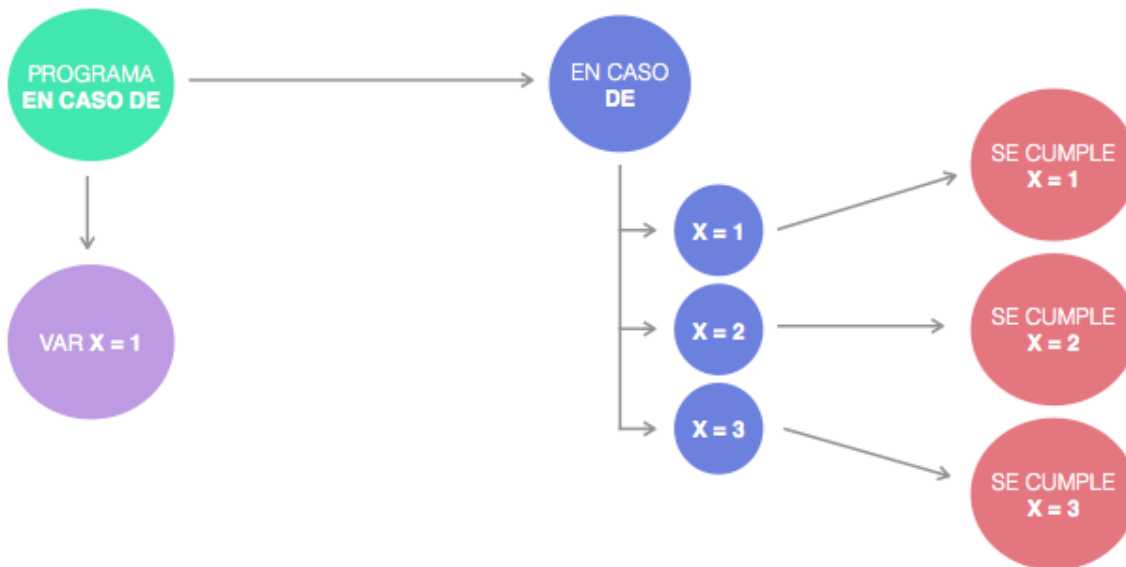 PROGRAMA
EN CASO DE
EN CASO
DE
VAR X = 1
X = 1
X = 2
X = 3
SE CUMPLE
X = 1
SE CUMPLE
X = 2
SE CUMPLE
X = 3